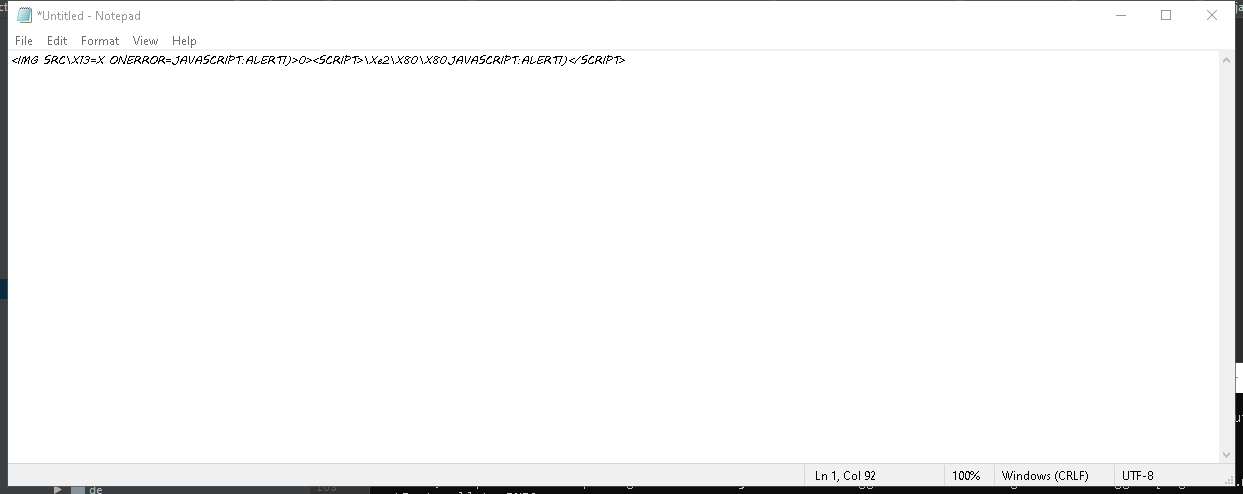 *Untitled - Notepad
File Edit Format View Help
<IMG SRC\X13=X ONERROR=JAVASCRIPT:ALERT1)>0><SCRIPT>\Xe2\X80\X80JAVASCRIPT:ALERT1)</SCRIPT>
Ln 1, Col 92 100% Windows (CRLF) UTF-8
de